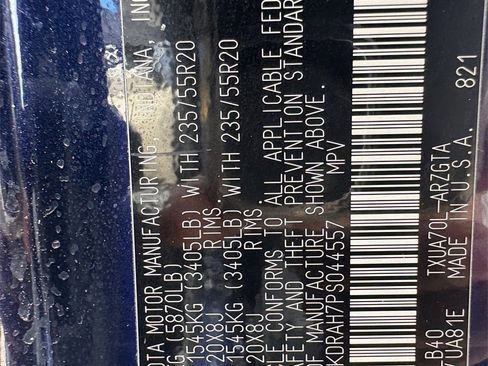 OTA MOTOR MANUFACTURING, INDIANA, INC
KG (5870LB)
1545KG (3405LB) WITH 235/55R20
20X8J RIMS.
1545KG (3405LB) WITH 235/55R20
20X8J RIMS.
CLE CONFORMS TO ALL APPLICABLE FED
SAFETY AND THEFT PREVENTION STANDAR
OF MANUFACTURE SHOWN ABOVE.
KDRAH7PS044557 MPV
B40 TXUA70L-ARZGTA 821
UA81E MADE IN U.S.A.